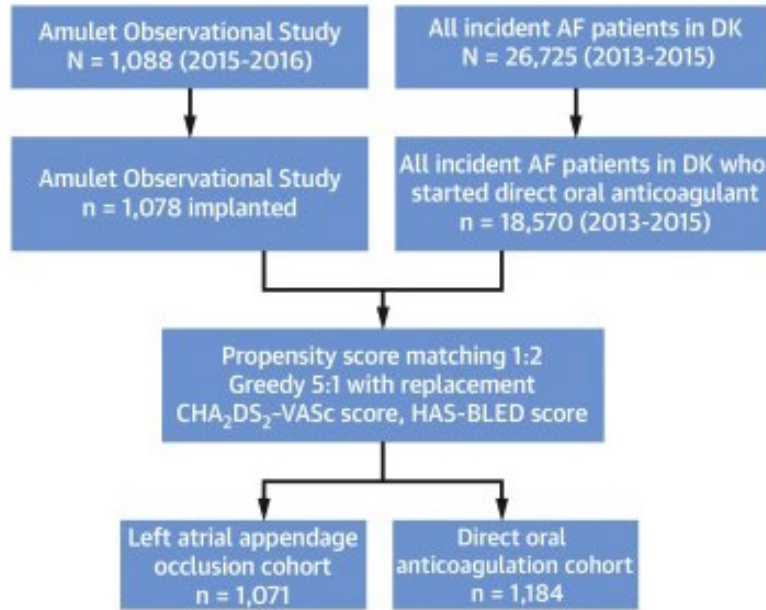 Amulet Observational Study
N = 1,088 (2015-2016)
All incident AF patients in DK
N = 26,725 (2013-2015)
Amulet Observational Study
n = 1,078 implanted
All incident AF patients in DK who
started direct oral anticoagulant
n = 18,570 (2013-2015)
Propensity score matching 1:2
Greedy 5:1 with replacement
CHA₂DS₂-VASc score, HAS-BLED score
Left atrial appendage
occlusion cohort
n = 1,071
Direct oral
anticoagulation cohort
n = 1,184